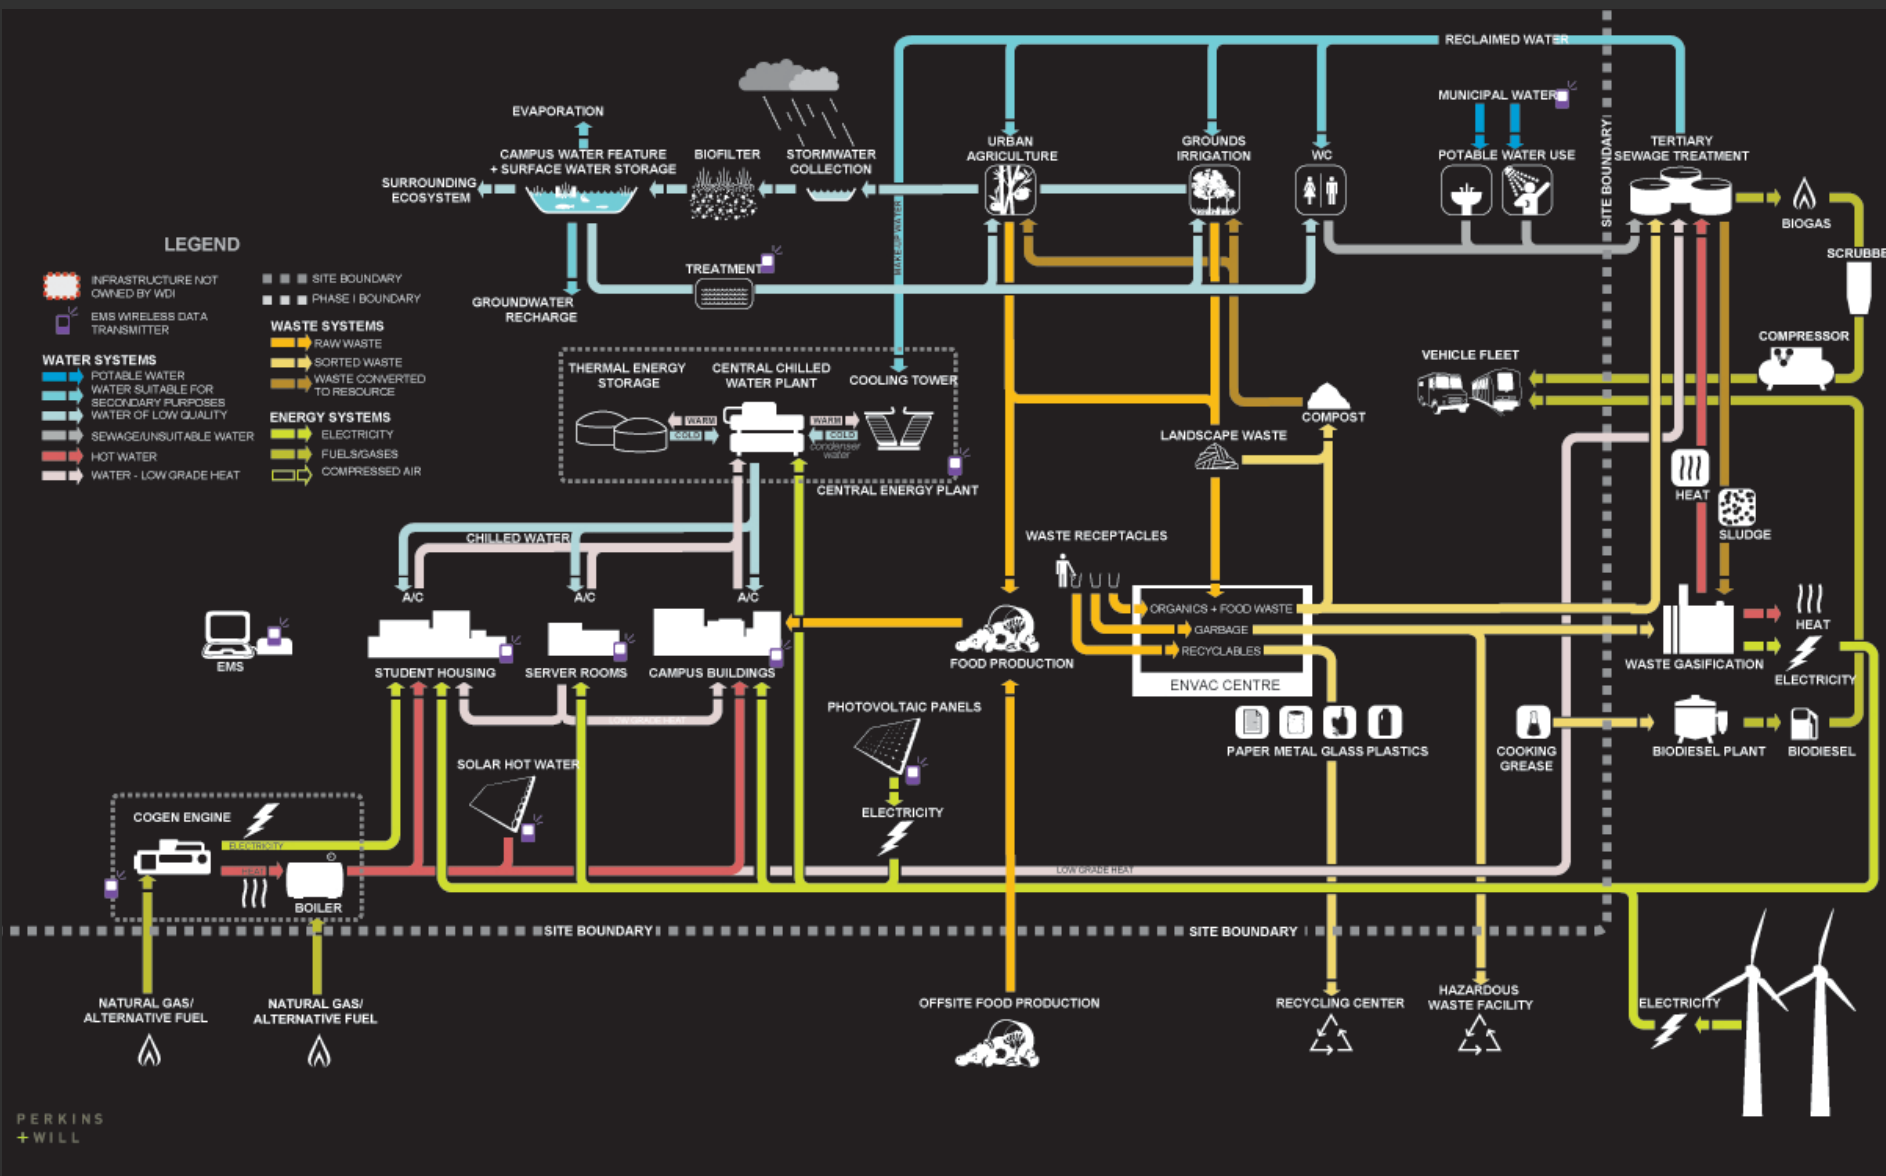 RECLAIMED WATER
MUNICIPAL WATER
EVAPORATION
CAMPUS WATER FEATURE
+ SURFACE WATER STORAGE
BIOFILTER
STORMWATER
COLLECTION
URBAN
AGRICULTURE
GROUNDS
IRRIGATION
WC
POTABLE WATER USE
SITE BOUNDARY
TERTIARY
SEWAGE TREATMENT
SURROUNDING
ECOSYSTEM
MAKE-UP WATER
BIOGAS
SCRUBBE
LEGEND
INFRASTRUCTURE NOT
OWNED BY WDI
EMS WIRELESS DATA
TRANSMITTER
SITE BOUNDARY
PHASE I BOUNDARY
WATER SYSTEMS
POTABLE WATER
WATER SUITABLE FOR
SECONDARY PURPOSES
WATER OF LOW QUALITY
SEWAGE/UNSUITABLE WATER
HOT WATER
WATER - LOW GRADE HEAT
WASTE SYSTEMS
RAW WASTE
SORTED WASTE
WASTE CONVERTED
TO RESOURCE
ENERGY SYSTEMS
ELECTRICITY
FUELS/GASES
COMPRESSED AIR
TREATMENT
GROUNDWATER
RECHARGE
THERMAL ENERGY
STORAGE
CENTRAL CHILLED
WATER PLANT
COOLING TOWER
WARM
COLD
WARM
COLD
condenser
water
CENTRAL ENERGY PLANT
VEHICLE FLEET
COMPRESSOR
COMPOST
LANDSCAPE WASTE
HEAT
SLUDGE
CHILLED WATER
A/C
A/C
A/C
WASTE RECEPTACLES
ORGANICS + FOOD WASTE
GARBAGE
RECYCLABLES
ENVAC CENTRE
EMS
STUDENT HOUSING
SERVER ROOMS
CAMPUS BUILDINGS
FOOD PRODUCTION
HEAT
WASTE GASIFICATION
ELECTRICITY
LOW GRADE HEAT
PHOTOVOLTAIC PANELS
PAPER METAL GLASS PLASTICS
COOKING
GREASE
BIODIESEL PLANT
BIODIESEL
SOLAR HOT WATER
ELECTRICITY
COGEN ENGINE
ELECTRICITY
HEAT
BOILER
LOW GRADE HEAT
SITE BOUNDARY
SITE BOUNDARY
NATURAL GAS/
ALTERNATIVE FUEL
NATURAL GAS/
ALTERNATIVE FUEL
OFFSITE FOOD PRODUCTION
RECYCLING CENTER
HAZARDOUS
WASTE FACILITY
ELECTRICITY
PERKINS
+WILL